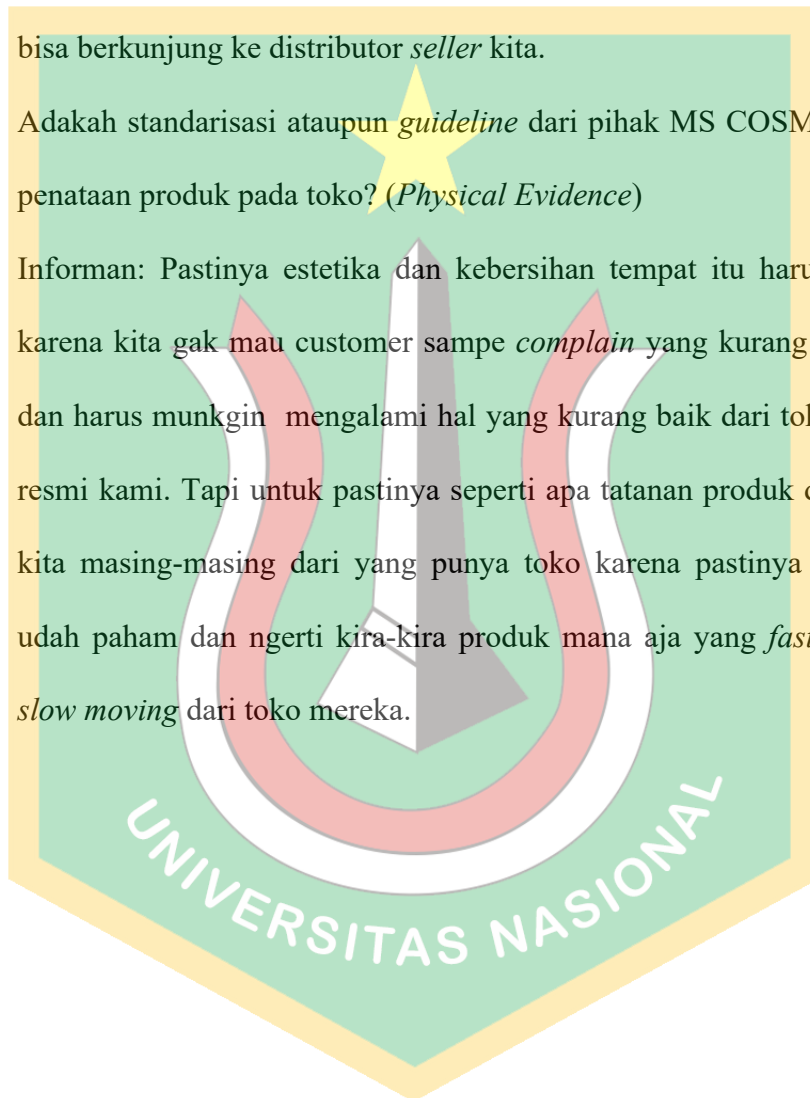 bisa berkunjung ke distributor seller kita.
Adakah standarisasi ataupun guideline dari pihak MS COSM
penataan produk pada toko? (Physical Evidence)
Informan: Pastinya estetika dan kebersihan tempat itu haru
karena kita gak mau customer sampe complain yang kurang
dan harus munkgin mengalami hal yang kurang baik dari tok
resmi kami. Tapi untuk pastinya seperti apa tatanan produk d
kita masing-masing dari yang punya toko karena pastinya
udah paham dan ngerti kira-kira produk mana aja yang fast
slow moving dari toko mereka.
UNIVERSITAS NASIONAL